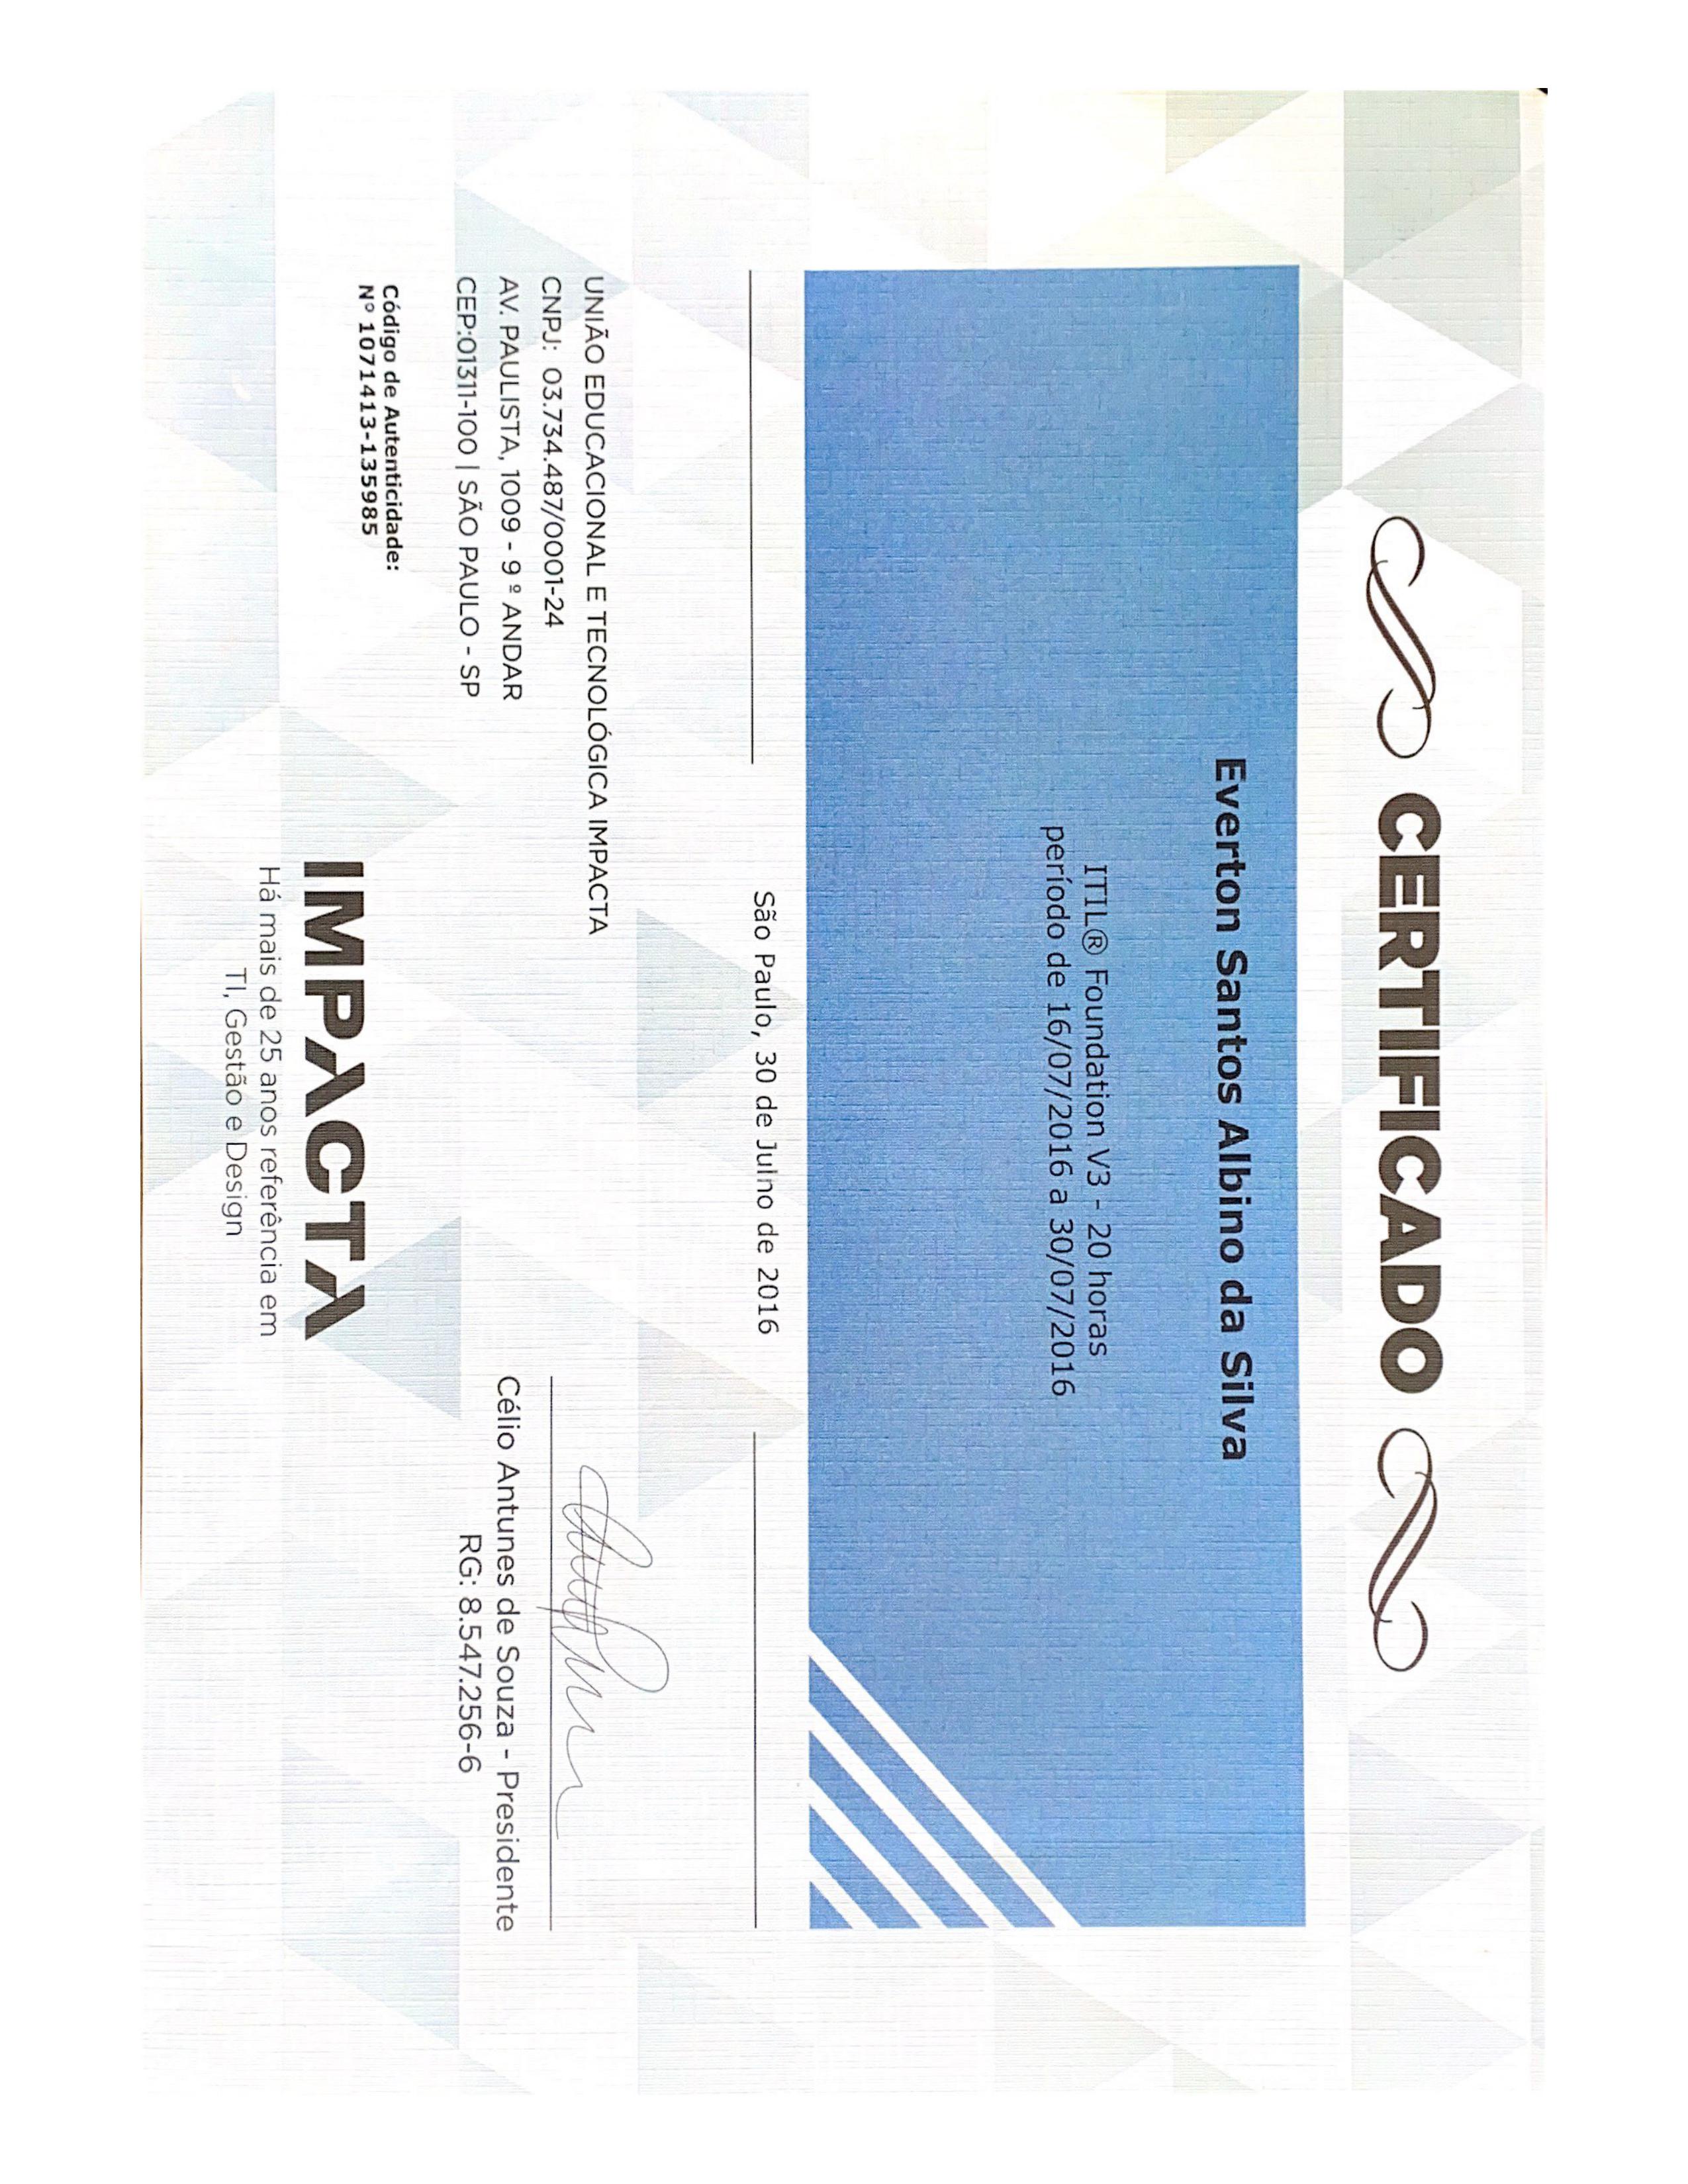 CERTIFICADO
Everton Santos Albino da Silva
ITIL® Foundation V3 - 20 horas
período de 16/07/2016 a 30/07/2016
São Paulo, 30 de Julho de 2016
UNIÃO EDUCACIONAL E TECNOLÓGICA IMPACTA
CNPJ: 03.734.487/0001-24
AV. PAULISTA, 1009 - 9 º ANDAR
CEP:01311-100 | SÃO PAULO - SP
Célio Antunes de Souza - Presidente
RG: 8.547.256-6
Código de Autenticidade:
Nº 1071413-135985
IMPACTA
Há mais de 25 anos referência em
TI, Gestão e Design